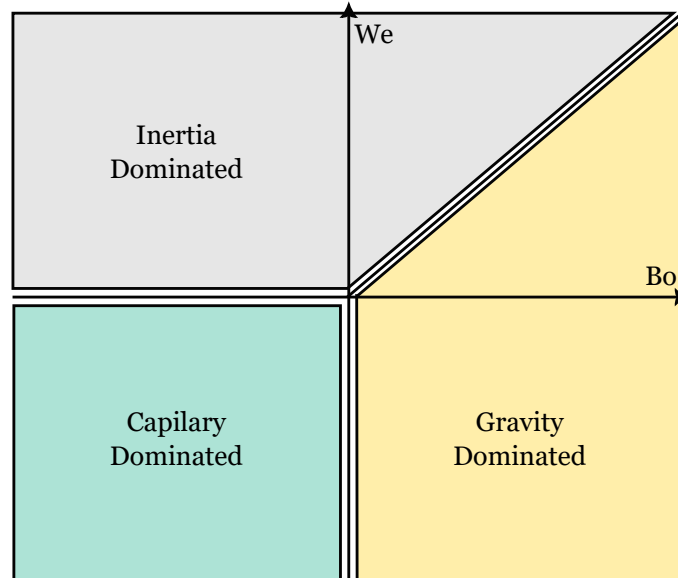 We
Inertia
Dominated
Bo
Capilary
Dominated
Gravity
Dominated